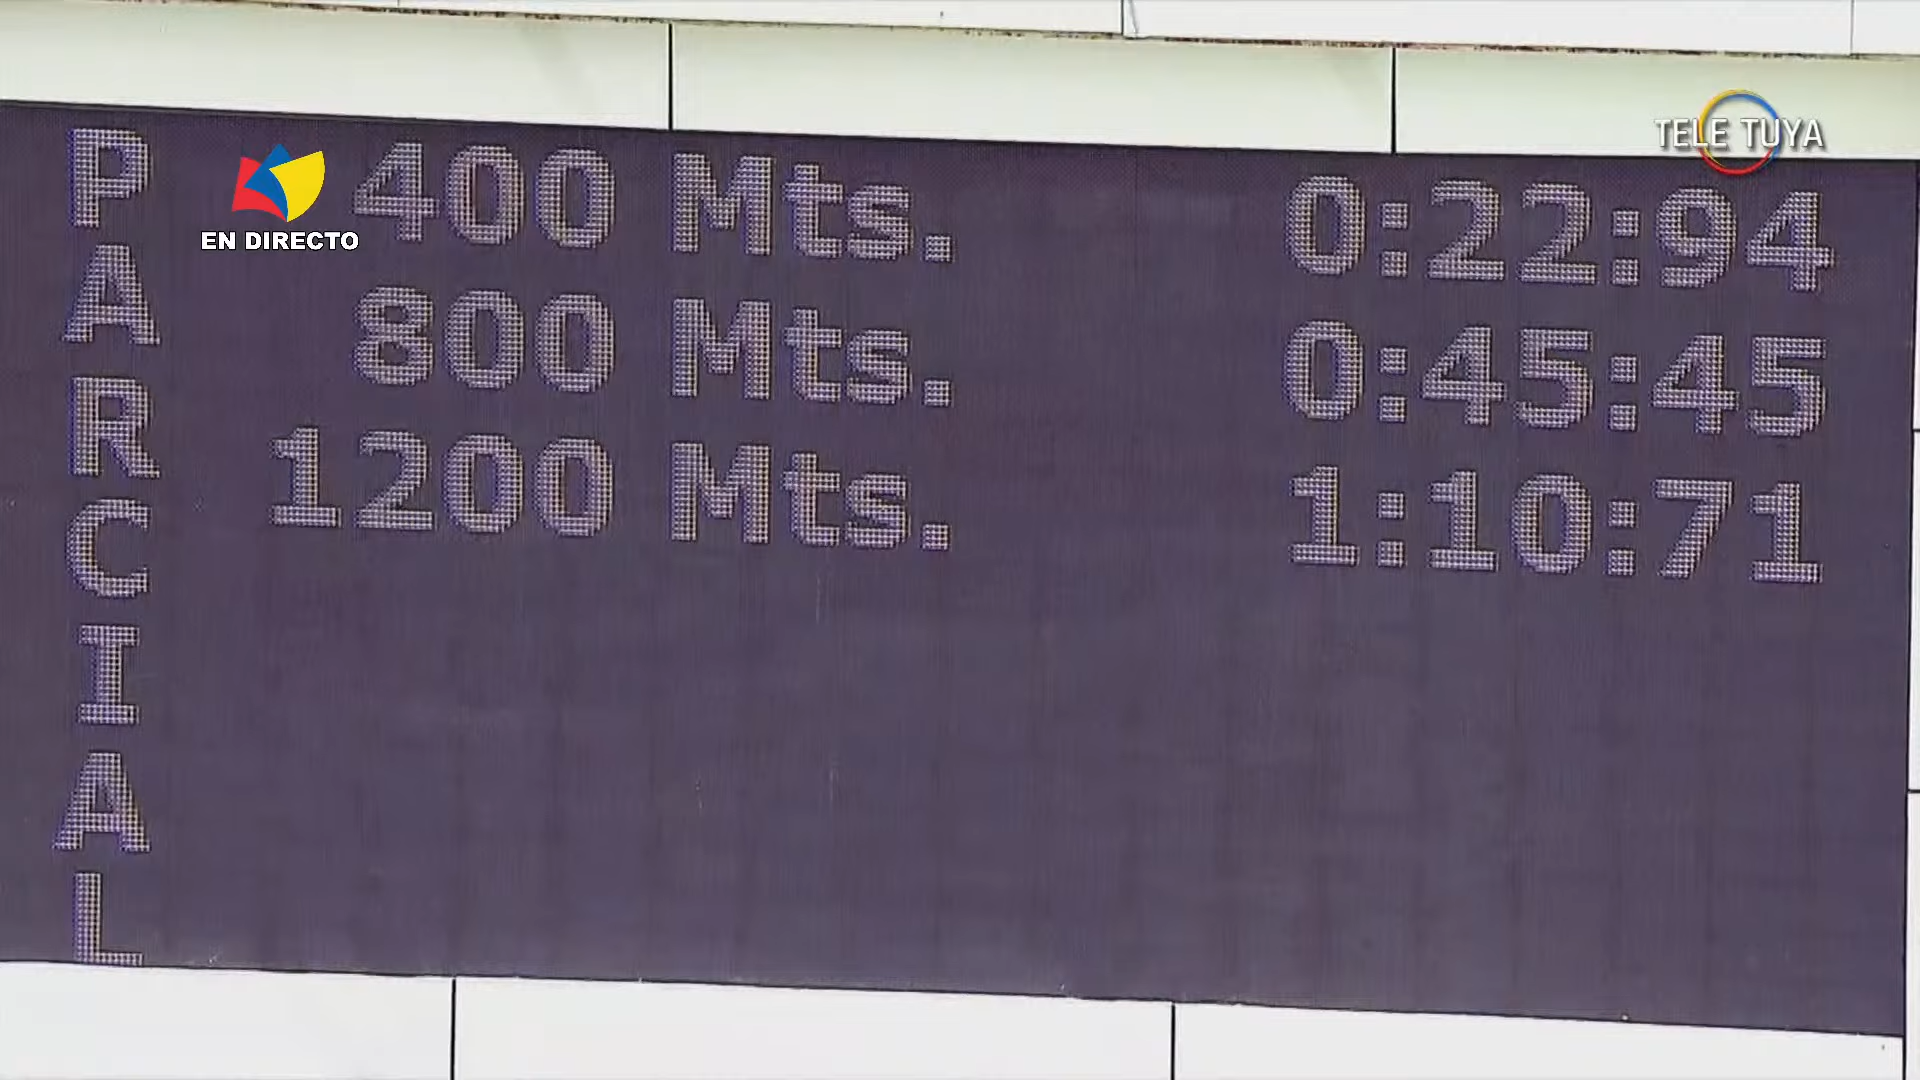 PARCIAL
400 Mts. 0:22:94
800 Mts. 0:45:45
1200 Mts. 1:10:71
EN DIRECTO
TELE TUYA